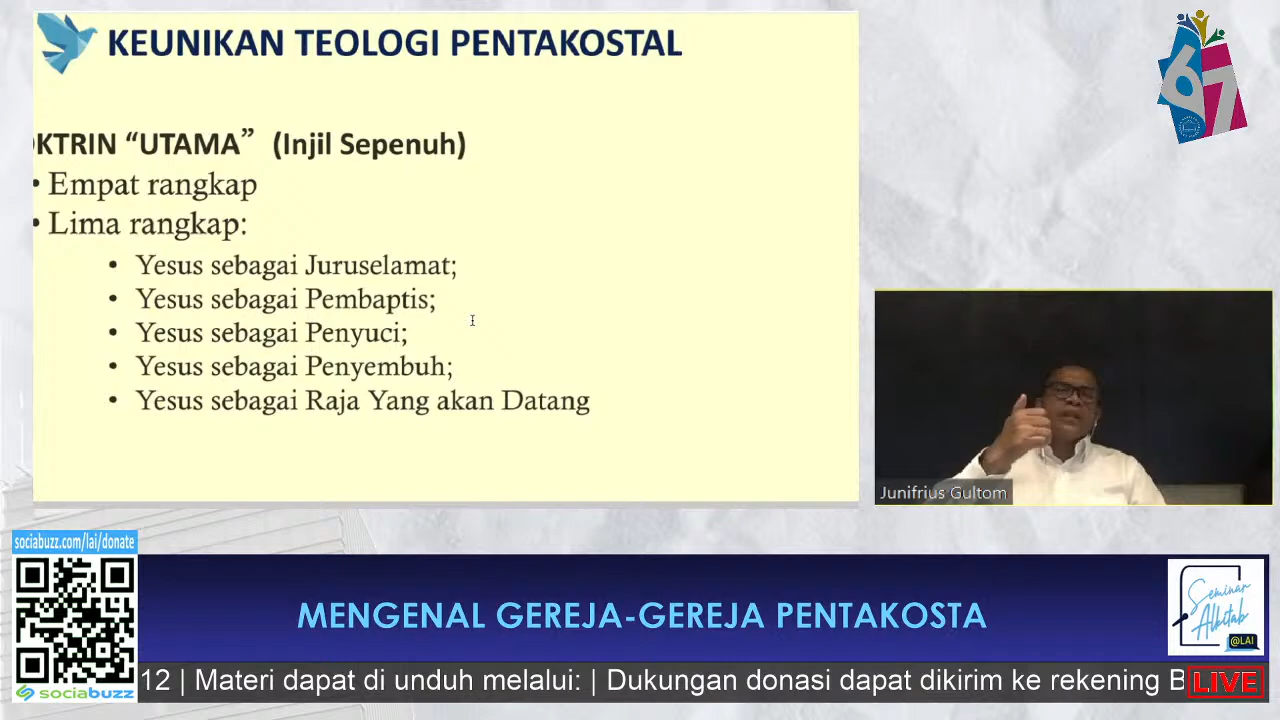 KEUNIKAN TEOLOGI PENTAKOSTAL
KTRIN “UTAMA” (Injil Sepenuh)
• Empat rangkap
• Lima rangkap:
• Yesus sebagai Juruselamat;
• Yesus sebagai Pembaptis;
• Yesus sebagai Penyuci;
• Yesus sebagai Penyembuh;
• Yesus sebagai Raja Yang akan Datang
67
Junifrius Gultom
sociabuzz.com/lai/donate
MENGENAL GEREJA-GEREJA PENTAKOSTA
Seminar
Alkitab
@LAI
sociabuzz
12 | Materi dapat di unduh melalui: | Dukungan donasi dapat dikirim ke rekening B
LIVE